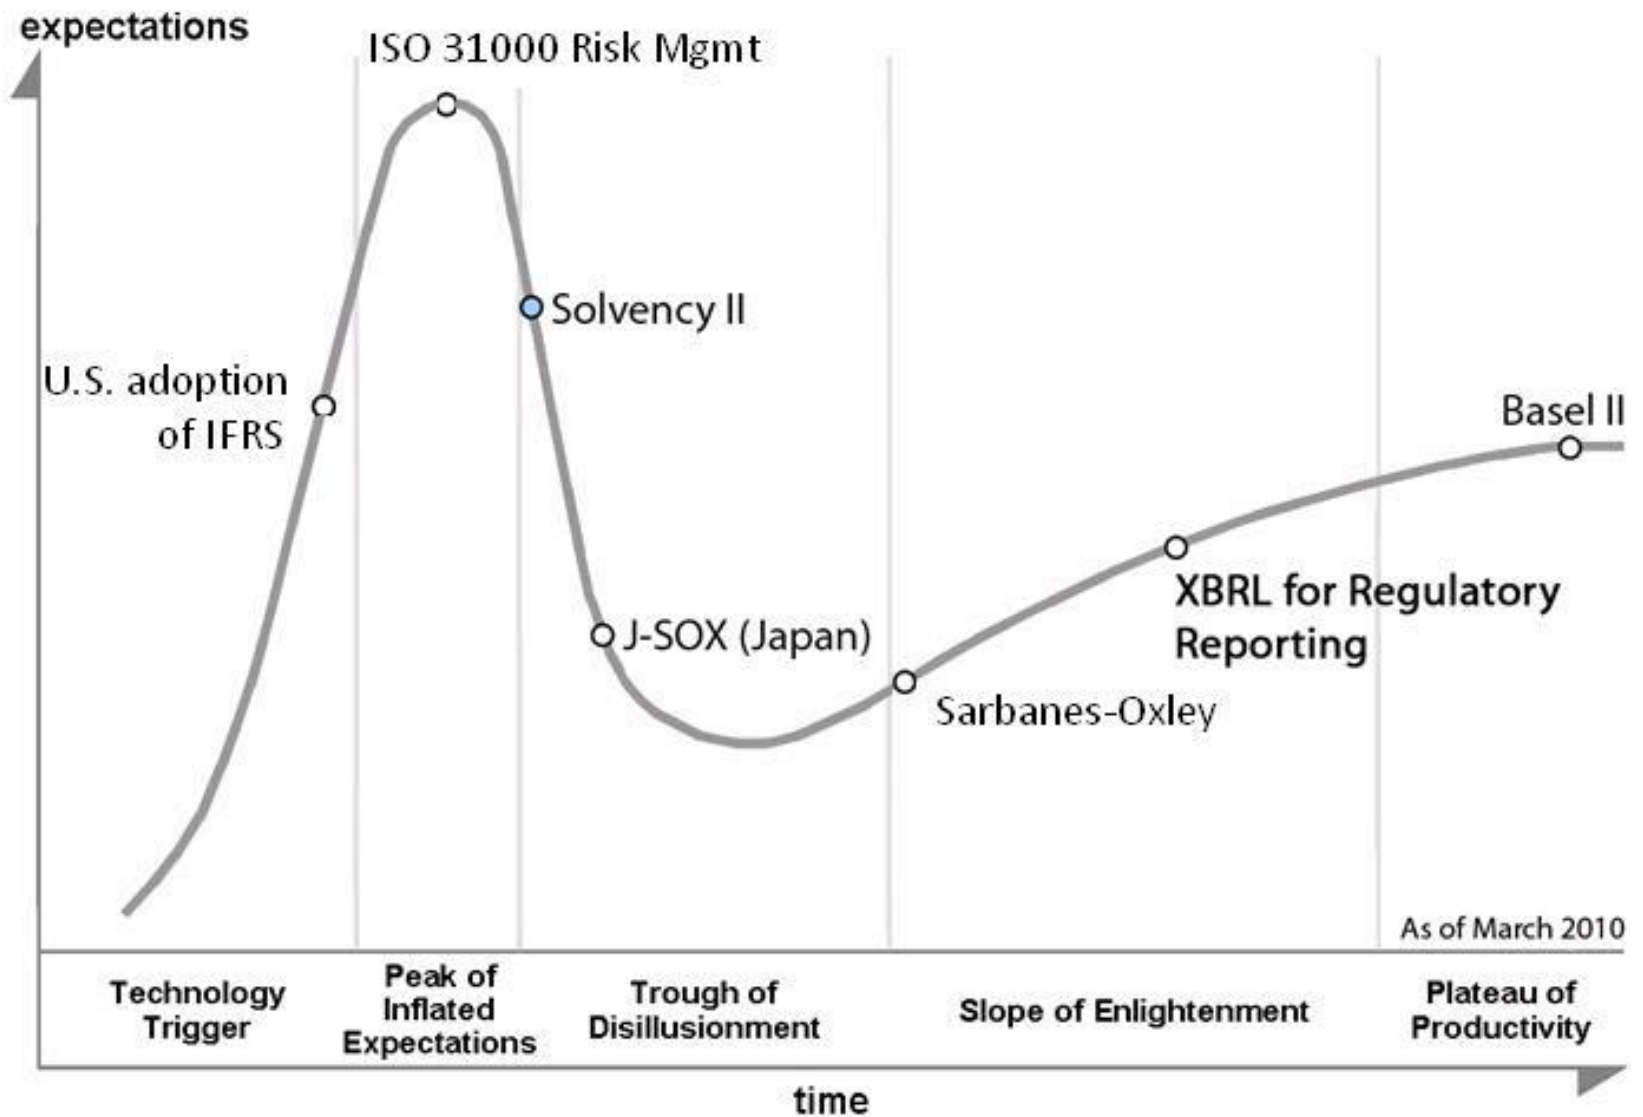 expectations
ISO 31000 Risk Mgmt
Solvency II
U.S. adoption
of IFRS
Basel II
XBRL for Regulatory
Reporting
J-SOX (Japan)
Sarbanes-Oxley
As of March 2010
Technology
Trigger
Peak of
Inflated
Expectations
Trough of
Disillusionment
Slope of Enlightenment
Plateau of
Productivity
time